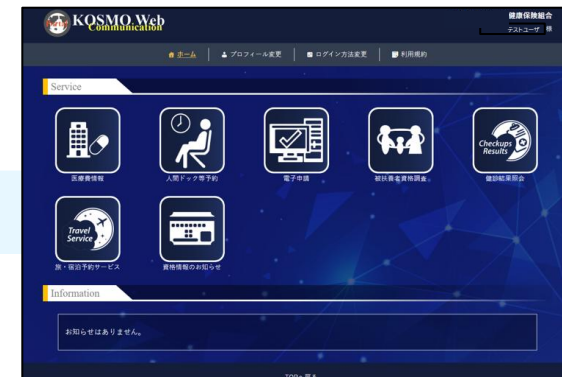 KOSMO Web
Communication
健康保険組合
テストユーザ 様
ホーム
プロフィール変更
ログイン方法変更
利用規約
Service
医療費情報
人間ドック等予約
電子申請
被扶養者資格調査
Checkups
Results
健診結果照会
Travel
Service
旅・宿泊予約サービス
資格情報のお知らせ
Information
お知らせはありません。